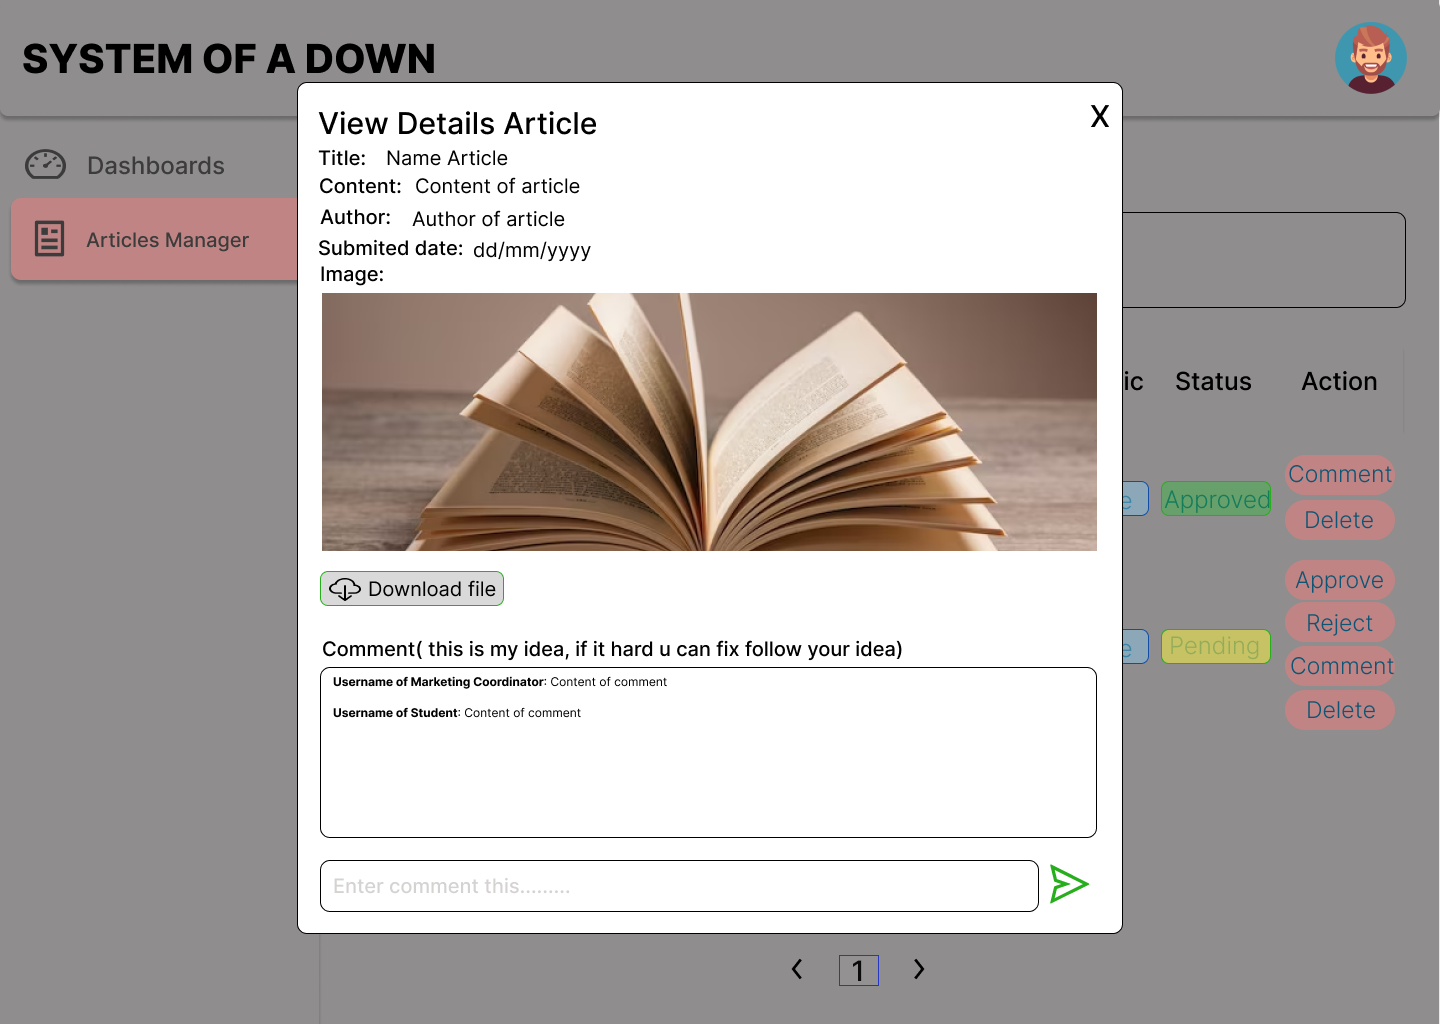 SYSTEM OF A DOWN
Dashboards
Articles Manager
View Details Article
X
Title: Name Article
Content: Content of article
Author: Author of article
Submited date: dd/mm/yyyy
Image:
Download file
Comment( this is my idea, if it hard u can fix follow your idea)
Username of Marketing Coordinator: Content of comment
Username of Student: Content of comment
Enter comment this.........
ic Status Action
e Approved Comment
Delete
Approve
Reject
e Pending
Comment
Delete
< 1 >